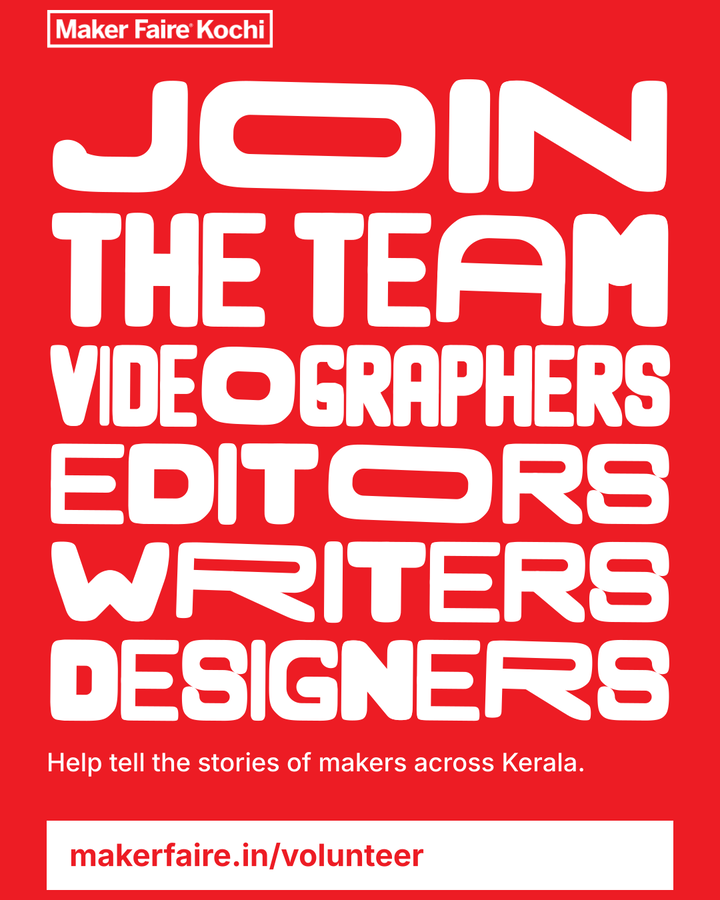 Maker Faire® Kochi
JOIN
THE TEAM
VIDEOGRAPHERS
EDITORS
WRITERS
DESIGNERS
Help tell the stories of makers across Kerala.
makerfaire.in/volunteer